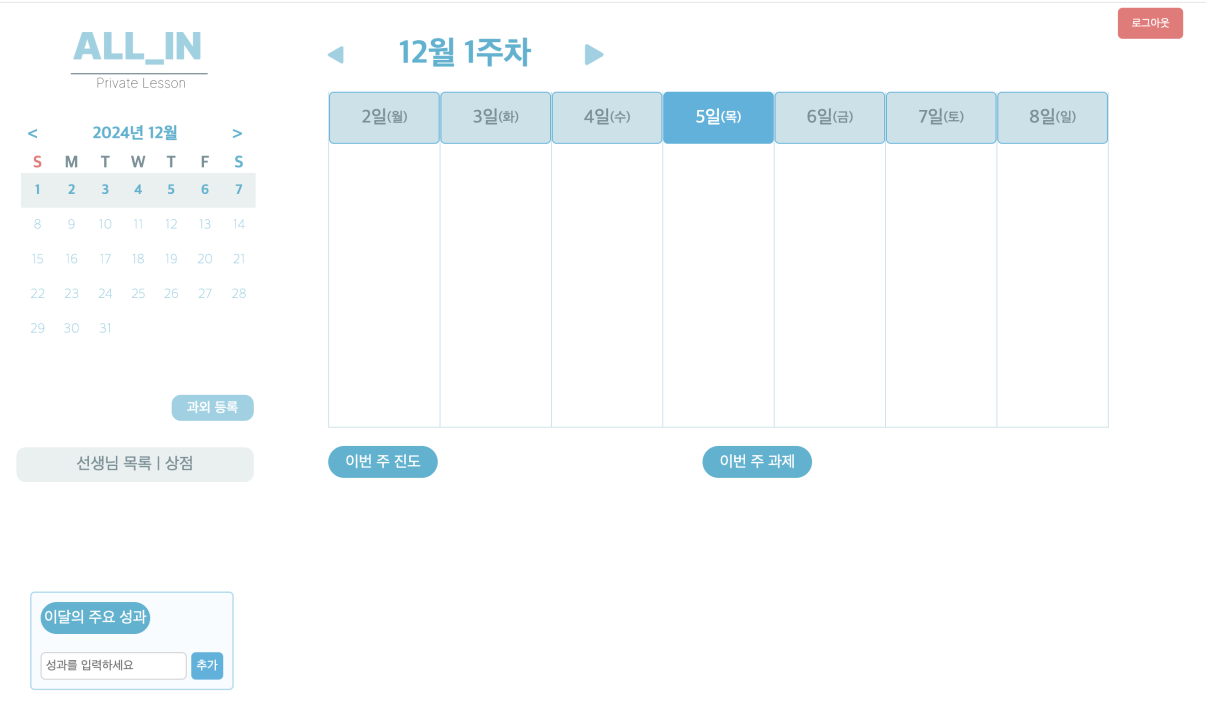 로그아웃
ALL_IN
Private Lesson
< 2024년 12월 >
S M T W T F S
1 2 3 4 5 6 7
8 9 10 11 12 13 14
15 16 17 18 19 20 21
22 23 24 25 26 27 28
29 30 31
과외 등록
선생님 목록 | 상점
이달의 주요 성과
성과를 입력하세요 추가
12월 1주차
2일(월) 3일(화) 4일(수) 5일(목) 6일(금) 7일(토) 8일(일)
이번 주 진도 이번 주 과제